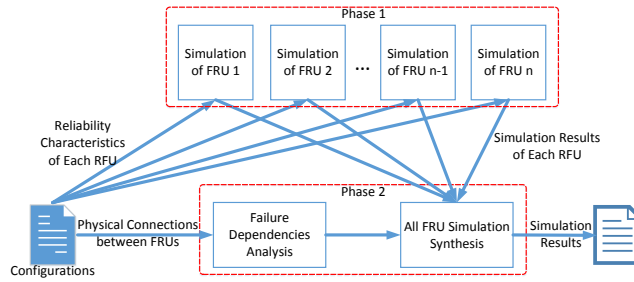 Phase 1
Simulation
of FRU 1
Simulation
of FRU 2
...
Simulation
of FRU n-1
Simulation
of FRU n
Reliability
Characteristics
of Each RFU
Simulation Results
of Each RFU
Phase 2
Physical Connections
between FRUs
Failure
Dependencies
Analysis
All FRU Simulation
Synthesis
Simulation
Results
Configurations